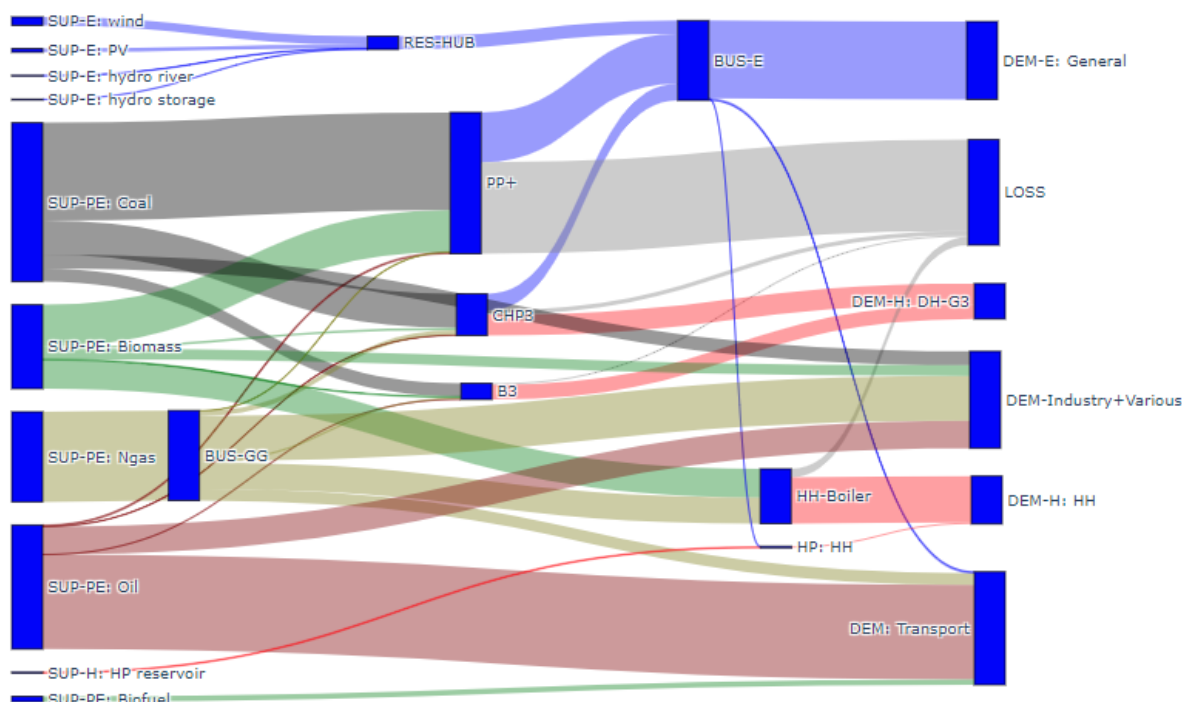 SUP-E: wind
SUP-E: PV
SUP-E: hydro river
SUP-E: hydro storage
SUP-PE: Coal
SUP-PE: Biomass
SUP-PE: Ngas
SUP-PE: Oil
SUP-H: HP reservoir
SUP-PE: Biofuel
BUS-GG
RES-HUB
PP+
CHP3
B3
BUS-E
HH-Boiler
HP: HH
DEM-E: General
LOSS
DEM-H: DH-G3
DEM-Industry+Various
DEM-H: HH
DEM: Transport